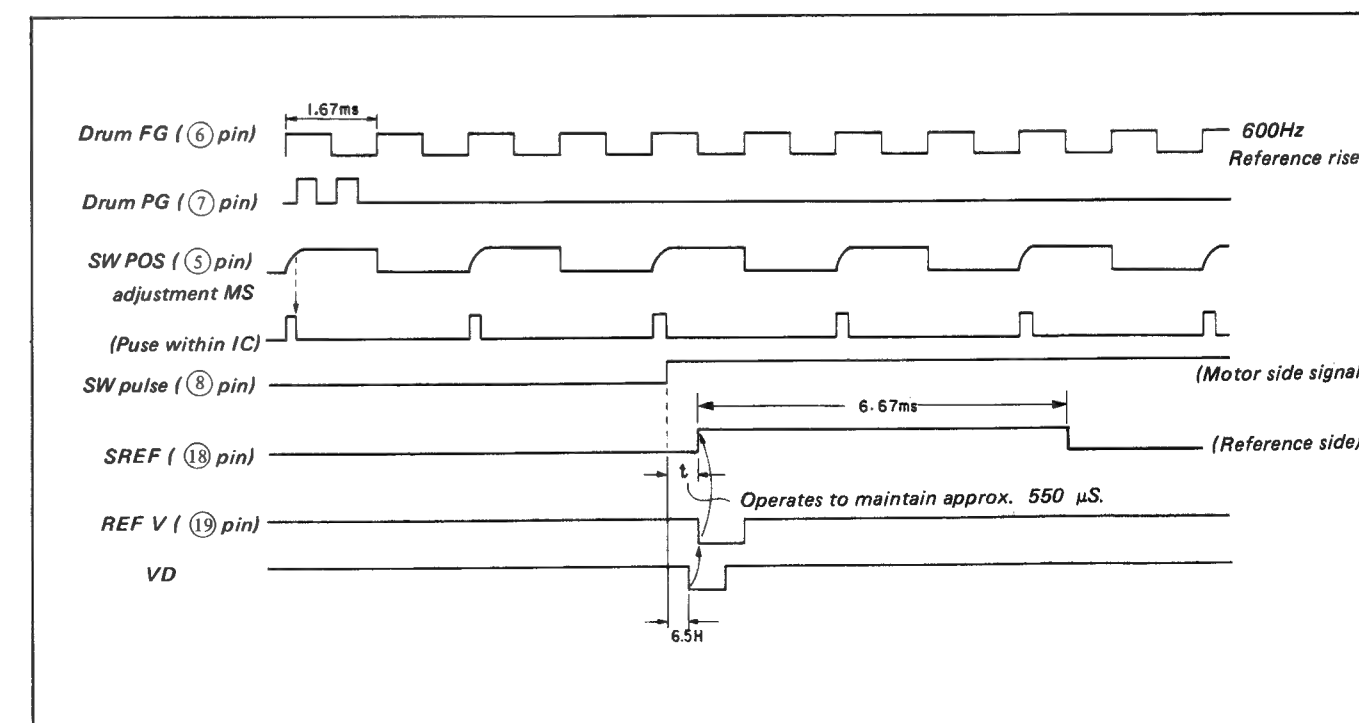 1.67ms
Drum FG ( ⑥ pin)
600Hz
Reference rise
Drum PG ( ⑦ pin)
SW POS ( ⑤ pin)
adjustment MS
(Puse within IC)
SW pulse ( ⑧ pin)
(Motor side signal
6.67ms
SREF ( ⑱ pin)
(Reference side)
t
Operates to maintain approx. 550 μS.
REF V ( ⑲ pin)
VD
6.5H